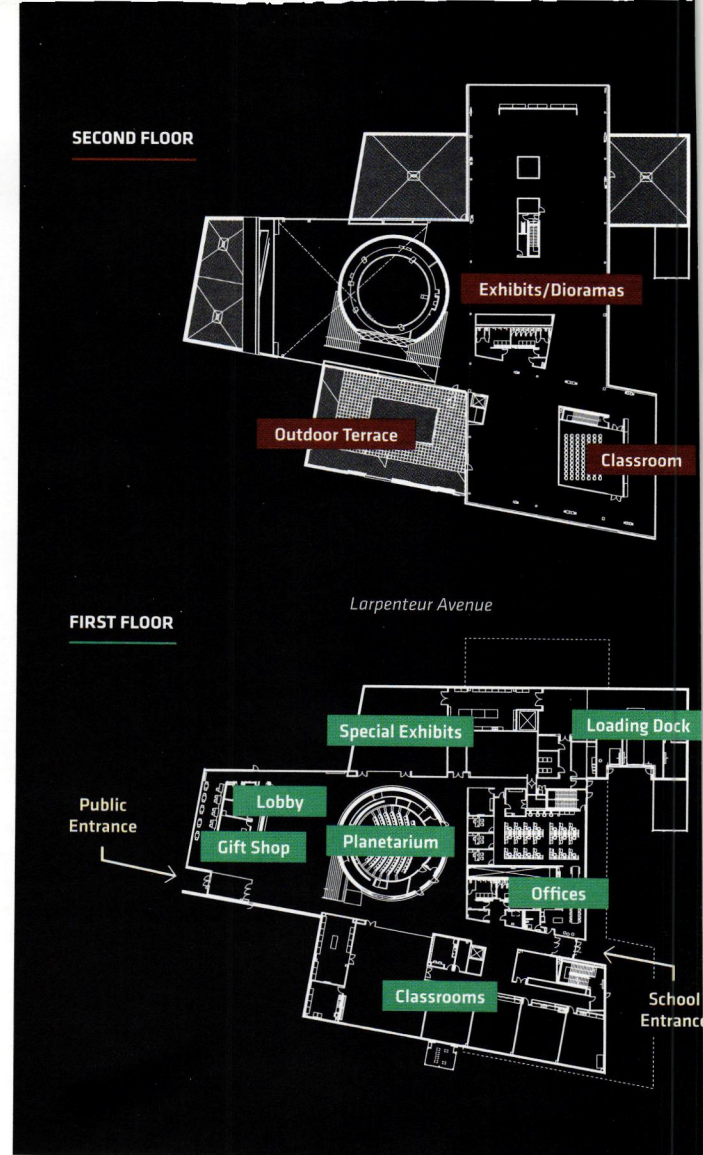 SECOND FLOOR
Exhibits/Dioramas
Outdoor Terrace
Classroom
Larpenteur Avenue
FIRST FLOOR
Special Exhibits
Loading Dock
Lobby
Public
Entrance
Gift Shop
Planetarium
Offices
Classrooms
School
Entrance